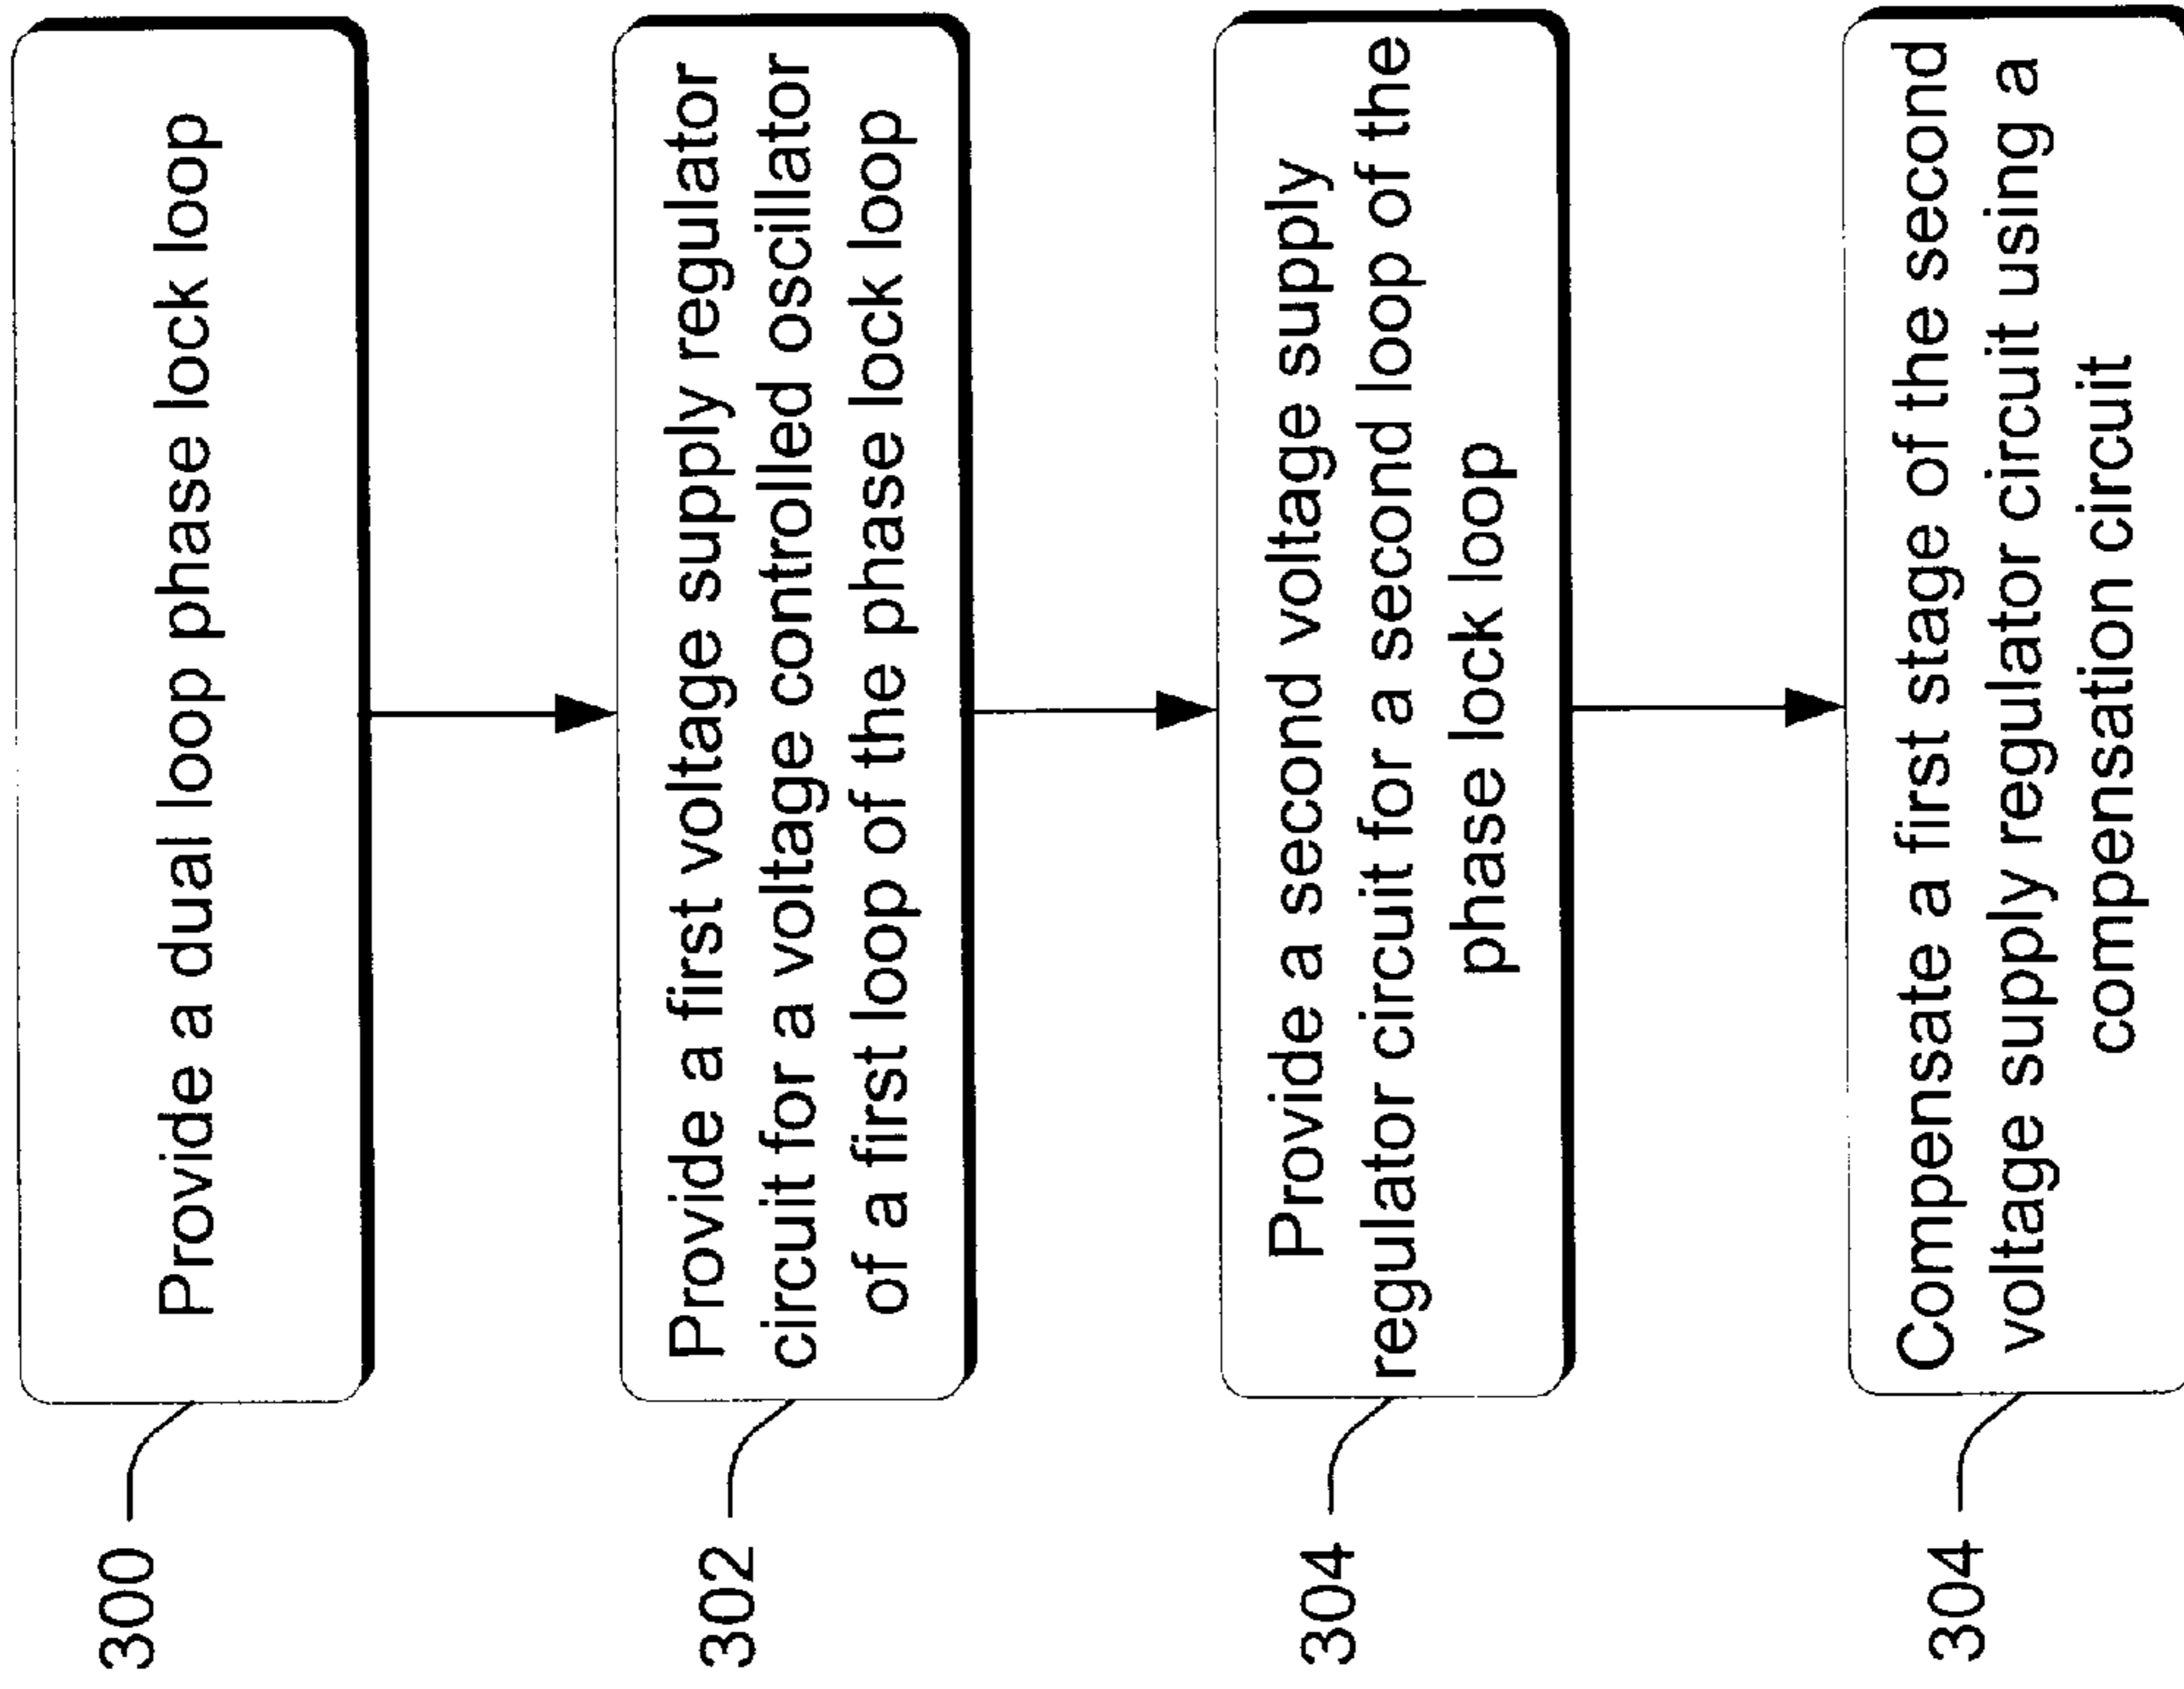 300
Provide a dual loop phase lock loop
302
Provide a first voltage supply regulator
circuit for a voltage controlled oscillator
of a first loop of the phase lock loop
304
Provide a second voltage supply
regulator circuit for a second loop of the
phase lock loop
304
Compensate a first stage of the second
voltage supply regulator circuit using a
compensation circuit